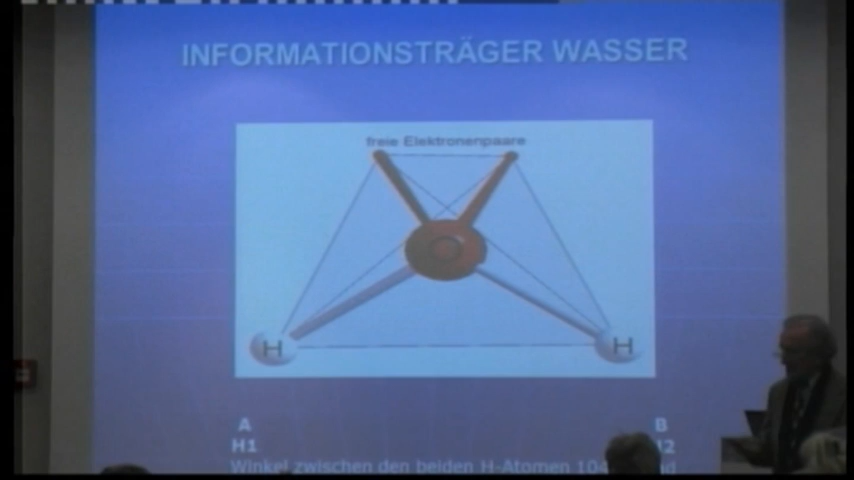 INFORMATIONSTRÄGER WASSER
freie Elektronenpaare
O
H H
A B
H1
Winkel zwischen den beiden H-Atomen